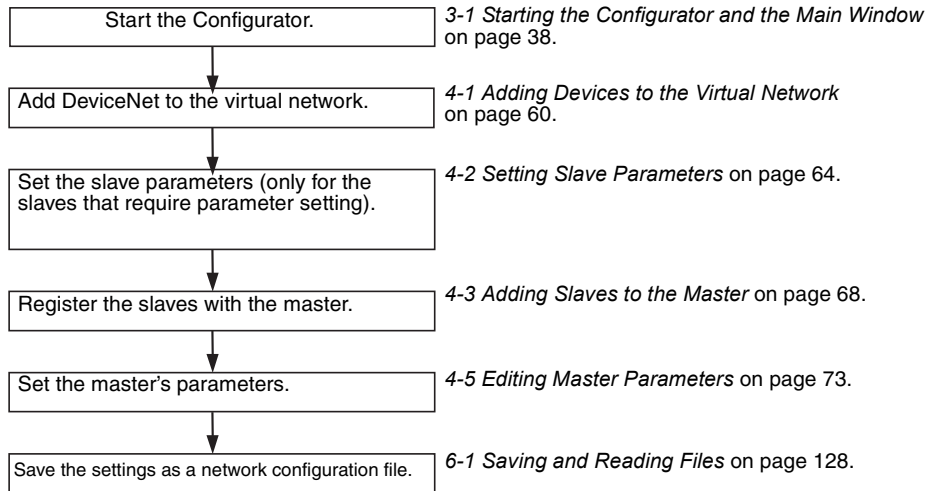 Start the Configurator.
3-1 Starting the Configurator and the Main Window
on page 38.
Add DeviceNet to the virtual network.
4-1 Adding Devices to the Virtual Network
on page 60.
Set the slave parameters (only for the
slaves that require parameter setting).
4-2 Setting Slave Parameters on page 64.
Register the slaves with the master.
4-3 Adding Slaves to the Master on page 68.
Set the master's parameters.
4-5 Editing Master Parameters on page 73.
Save the settings as a network configuration file.
6-1 Saving and Reading Files on page 128.